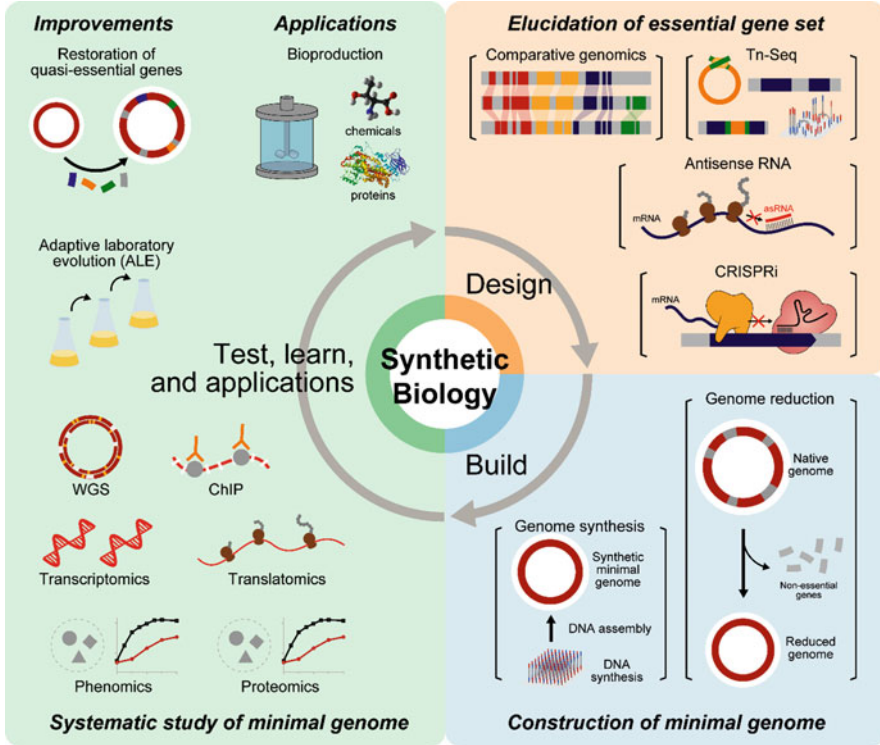 Improvements
Applications
Restoration of
quasi-essential genes
Bioproduction
chemicals
proteins
Adaptive laboratory
evolution (ALE)
Elucidation of essential gene set
Comparative genomics
Tn-Seq
Antisense RNA
mRNA
asRNA
CRISPRi
mRNA
Design
Test, learn,
and applications
Synthetic
Biology
Build
WGS
ChIP
Transcriptomics
Translatomics
Phenomics
Proteomics
Systematic study of minimal genome
Genome reduction
Native
genome
Non-essential
genes
Reduced
genome
Genome synthesis
Synthetic
minimal
genome
DNA assembly
DNA
synthesis
Construction of minimal genome